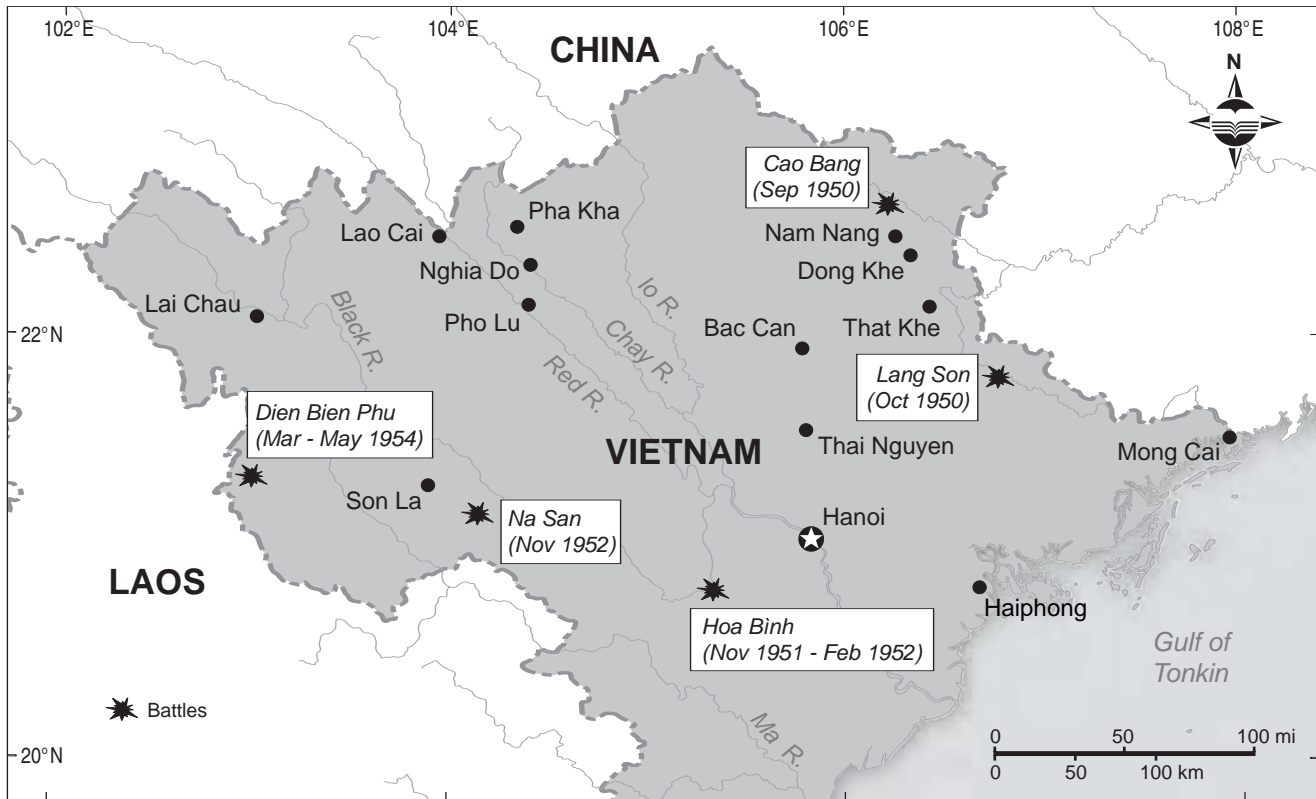 102°E
104°E
106°E
108°E
CHINA
N
Cao Bang
(Sep 1950)
Pha Kha
Lao Cai
Nam Nang
Nghia Do
Dong Khe
Lai Chau
Black R.
Io R.
Pho Lu
Chay R.
Red R.
Bac Can
That Khe
22°N
Lang Son
(Oct 1950)
Dien Bien Phu
(Mar - May 1954)
VIETNAM
Thai Nguyen
Mong Cai
Son La
Na San
(Nov 1952)
Hanoi
LAOS
Haiphong
Hoa Bình
(Nov 1951 - Feb 1952)
Gulf of
Tonkin
Battles
Ma R.
20°N
0 50 100 mi
0 50 100 km